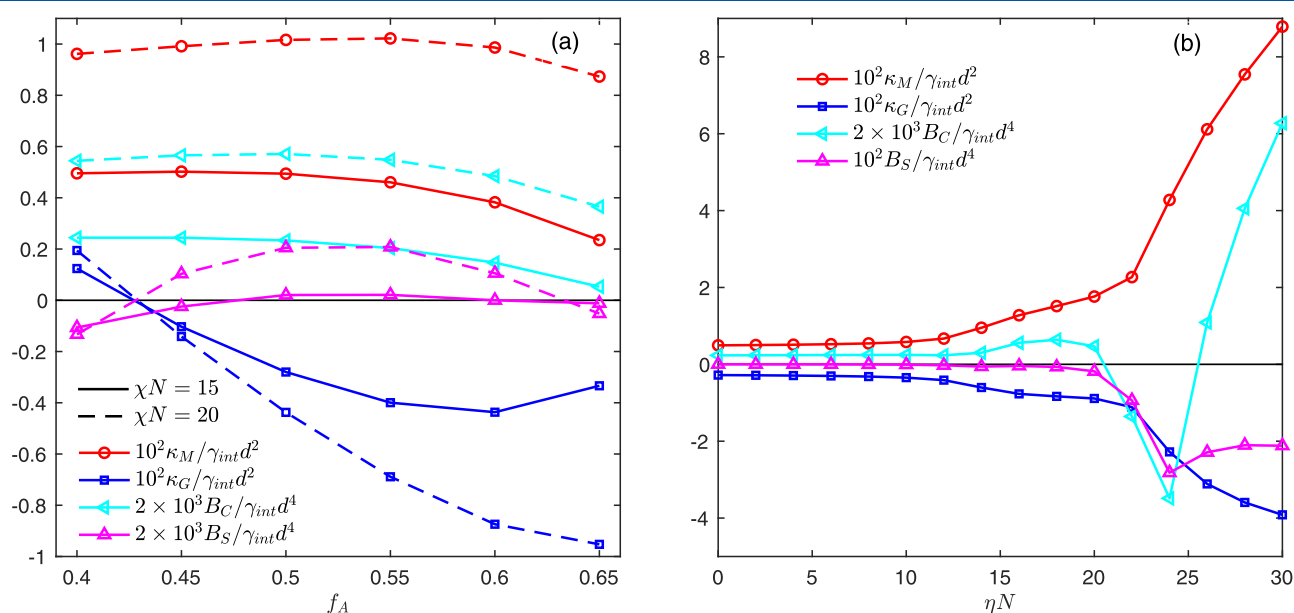 (a)
1
0.8
0.6
0.4
0.2
0
-0.2
-0.4
-0.6
-0.8
-1
χN = 15
χN = 20
10²κ_M/γ_int d²
10²κ_G/γ_int d²
2 × 10³B_C/γ_int d⁴
2 × 10³B_S/γ_int d⁴
0.4 0.45 0.5 0.55 0.6 0.65
f_A
(b)
8
6
4
2
0
-2
-4
10²κ_M/γ_int d²
10²κ_G/γ_int d²
2 × 10³B_C/γ_int d⁴
10²B_S/γ_int d⁴
0 5 10 15 20 25 30
ηN